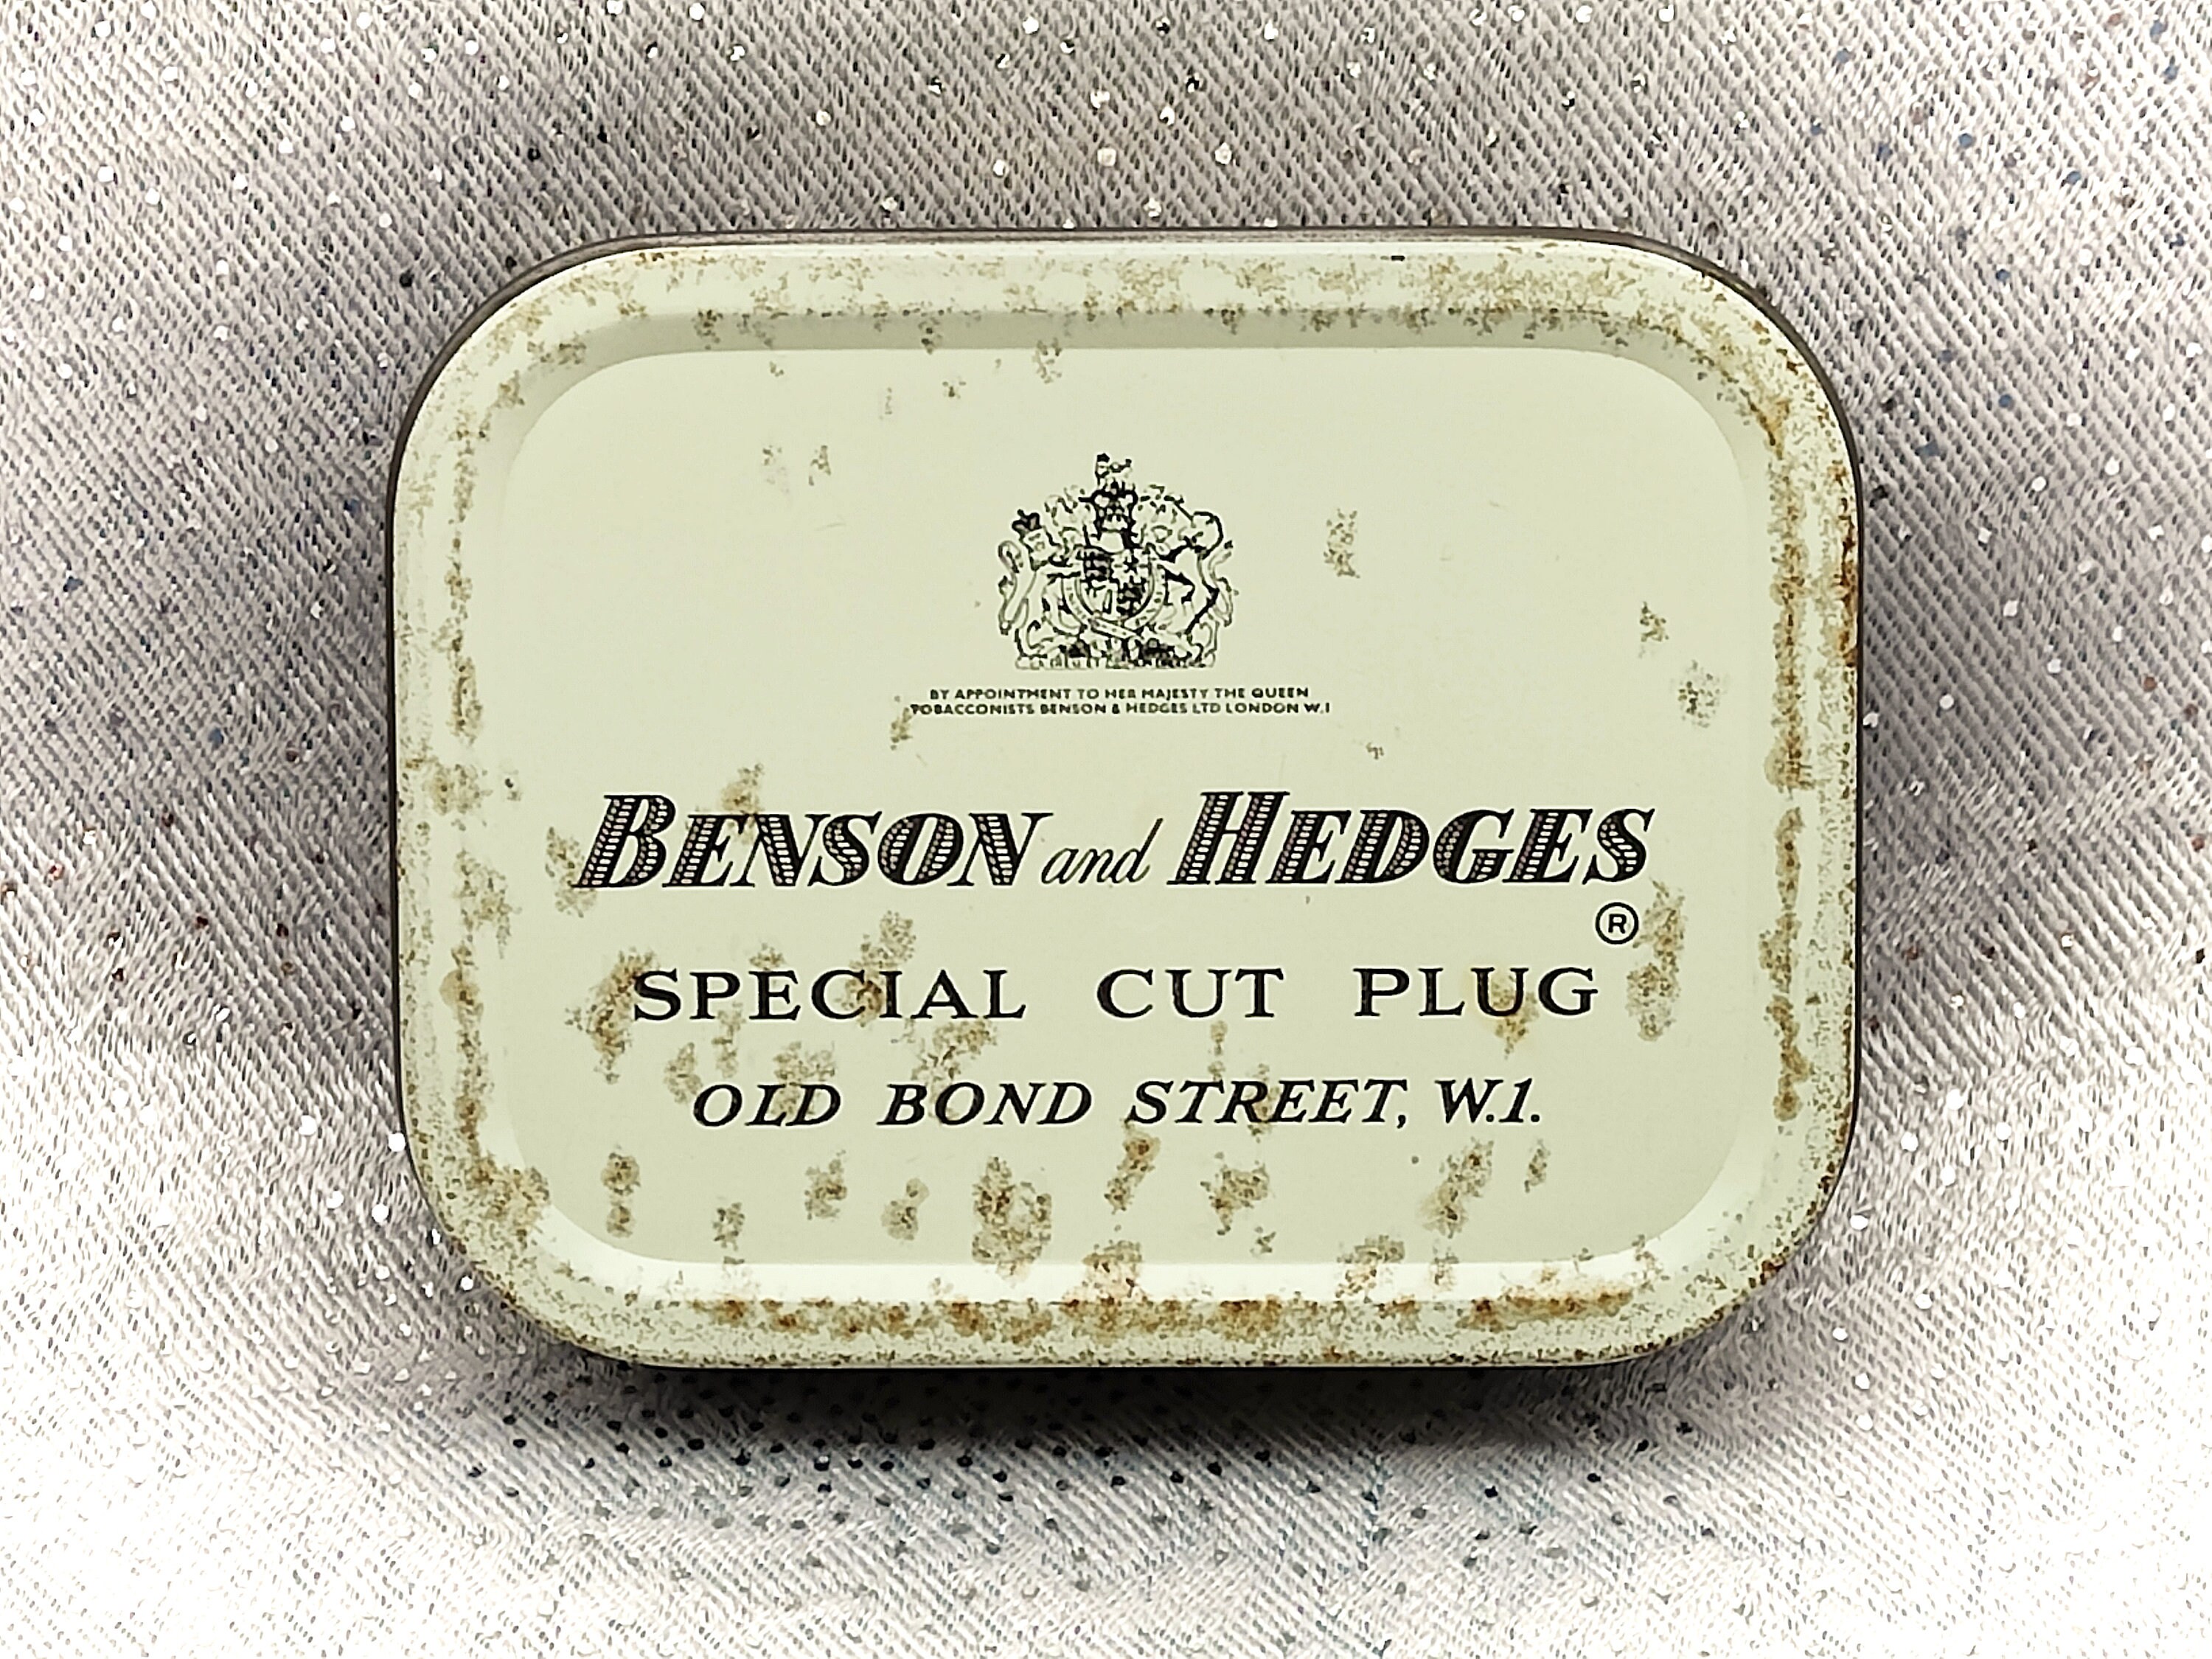 BY APPOINTMENT TO HER MAJESTY THE QUEEN
TOBACCONISTS BENSON & HEDGES LTD LONDON W.1
BENSON and HEDGES
®
SPECIAL CUT PLUG
OLD BOND STREET, W.1.